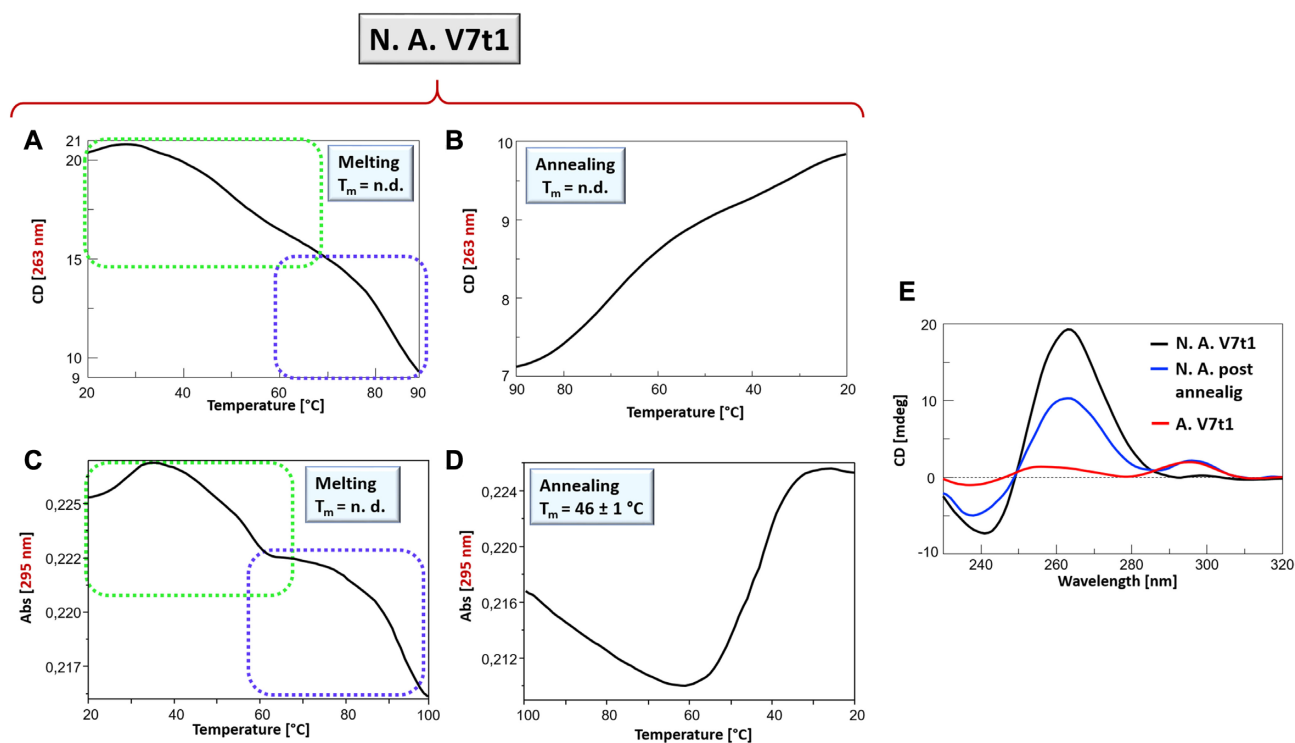 N. A. V7t1
A
21
20
15
10
9
CD [263 nm]
Melting
Tm = n.d.
20
40
60
80
90
Temperature [°C]
B
10
9
8
7
CD [263 nm]
Annealing
Tm = n.d.
90
80
60
40
20
Temperature [°C]
C
0,225
0,222
0,220
0,217
Abs [295 nm]
Melting
Tm = n. d.
20
40
60
80
100
Temperature [°C]
D
0,224
0,220
0,216
0,212
Abs [295 nm]
Annealing
Tm = 46 ± 1 °C
100
80
60
40
20
Temperature [°C]
E
20
10
0
-10
CD [mdeg]
N. A. V7t1
N. A. post
annealig
A. V7t1
240
260
280
300
320
Wavelength [nm]